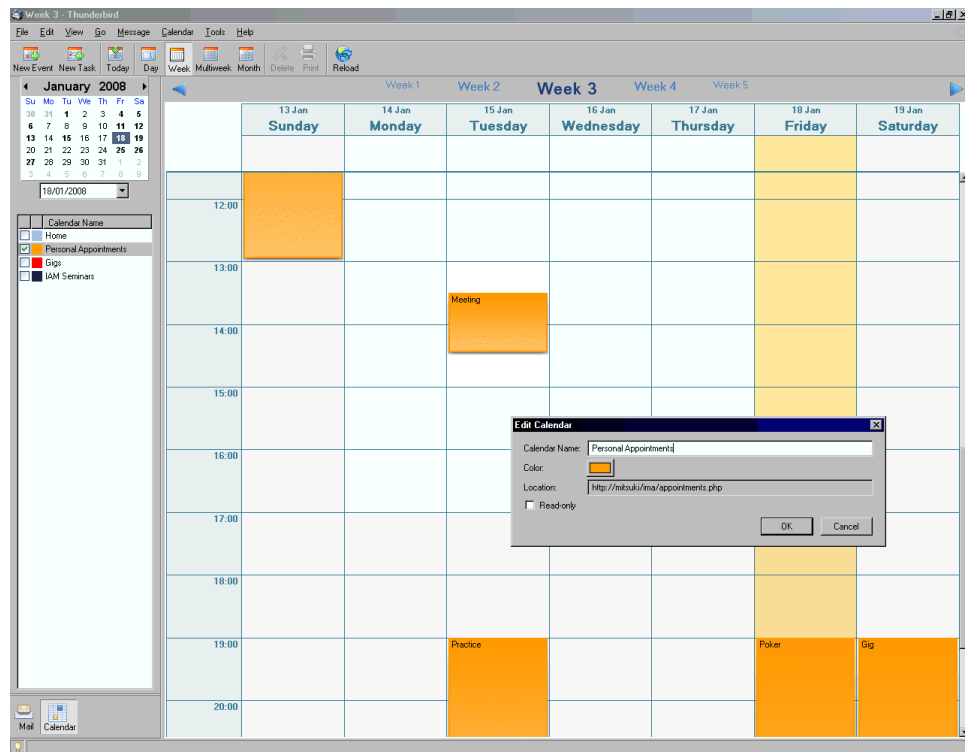 Week 3 - Thunderbird
File Edit View Go Message Calendar Tools Help
New Event New Task Today Day Week Multiweek Month Delete Print Reload
January 2008
Su Mo Tu We Th Fr Sa
30 31 1 2 3 4 5
6 7 8 9 10 11 12
13 14 15 16 17 18 19
20 21 22 23 24 25 26
27 28 29 30 31 1 2
3 4 5 6 7 8 9
18/01/2008
Calendar Name
Home
Personal Appointments
Gigs
IAM Seminars
Mail Calendar
Week 1 Week 2 Week 3 Week 4 Week 5
13 Jan 14 Jan 15 Jan 16 Jan 17 Jan 18 Jan 19 Jan
Sunday Monday Tuesday Wednesday Thursday Friday Saturday
12:00
13:00
Meeting
14:00
15:00
16:00
17:00
18:00
19:00
Practice Poker Gig
20:00
Edit Calendar
Calendar Name: Personal Appointments
Color:
Location: http://mitsuki/ima/appointments.php
Read-only
OK Cancel